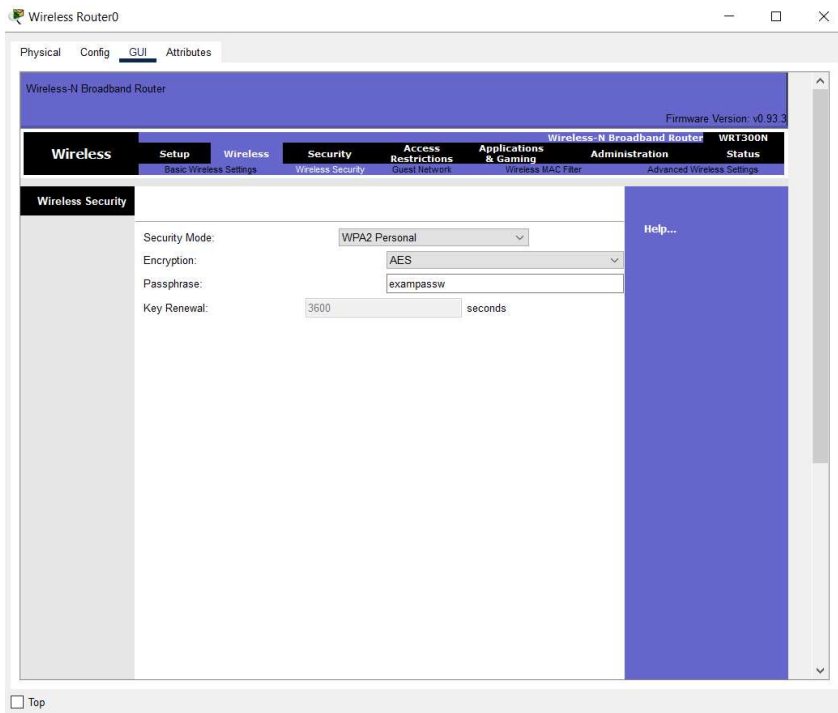 Wireless Router0
Physical Config GUI Attributes
Wireless-N Broadband Router
Firmware Version: v0.93.3
Wireless-N Broadband Router WRT300N
Wireless Setup Wireless Security Access Restrictions Applications & Gaming Administration Status
Basic Wireless Settings Wireless Security Guest Network Wireless MAC Filter Advanced Wireless Settings
Wireless Security
Help...
Security Mode: WPA2 Personal
Encryption: AES
Passphrase: exampassw
Key Renewal: 3600 seconds
Top